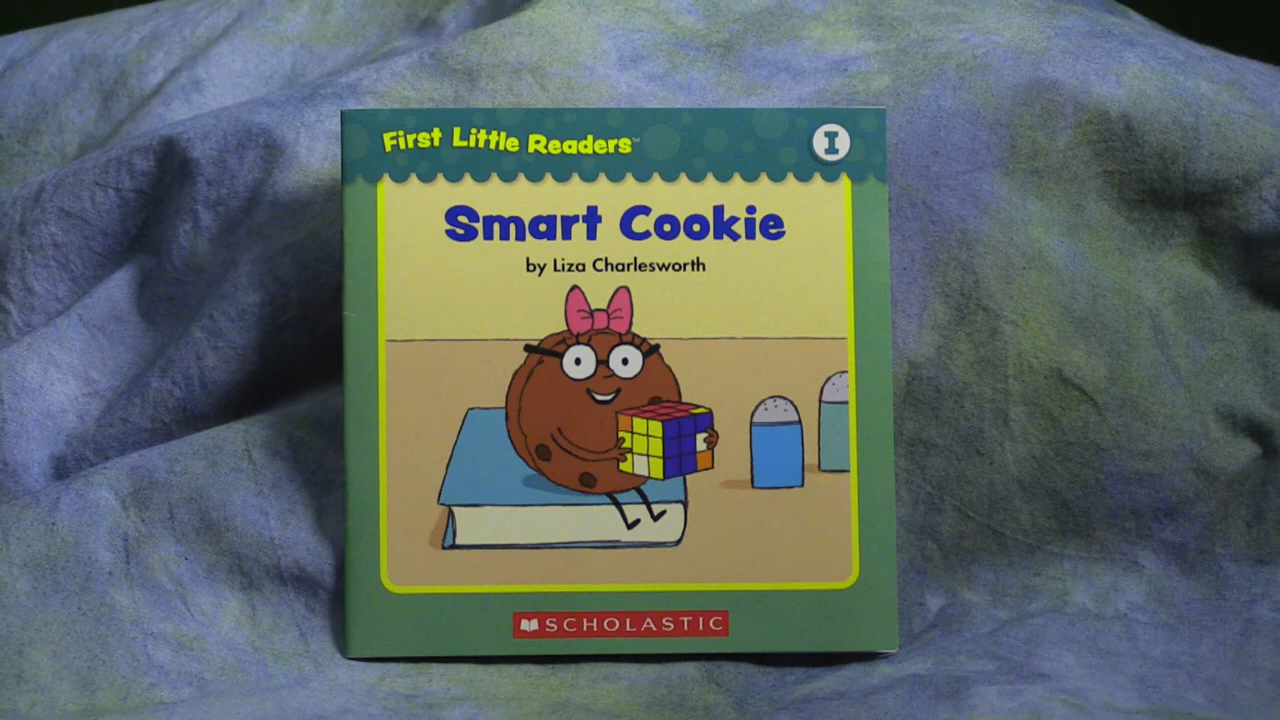 First Little Readers™
I
Smart Cookie
by Liza Charlesworth
SCHOLASTIC